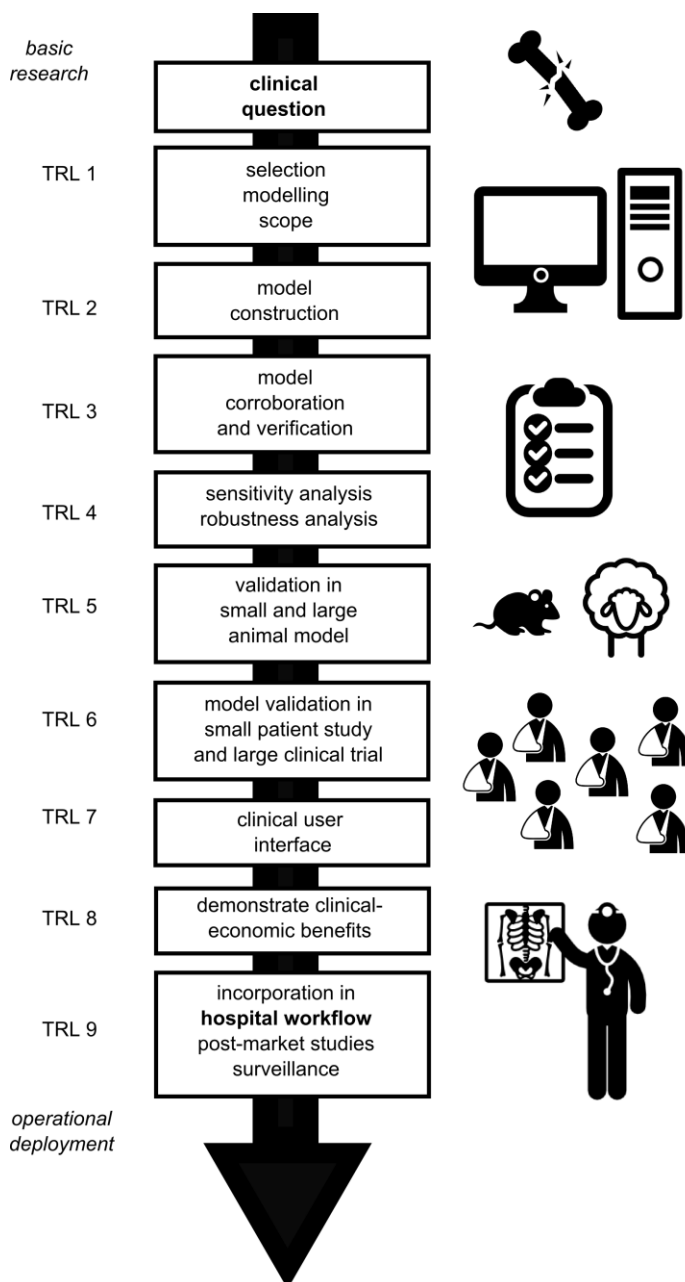 basic
research
clinical
question
TRL 1
selection
modelling
scope
TRL 2
model
construction
TRL 3
model
corroboration
and verification
TRL 4
sensitivity analysis
robustness analysis
TRL 5
validation in
small and large
animal model
TRL 6
model validation in
small patient study
and large clinical trial
TRL 7
clinical user
interface
TRL 8
demonstrate clinical-
economic benefits
TRL 9
incorporation in
hospital workflow
post-market studies
surveillance
operational
deployment